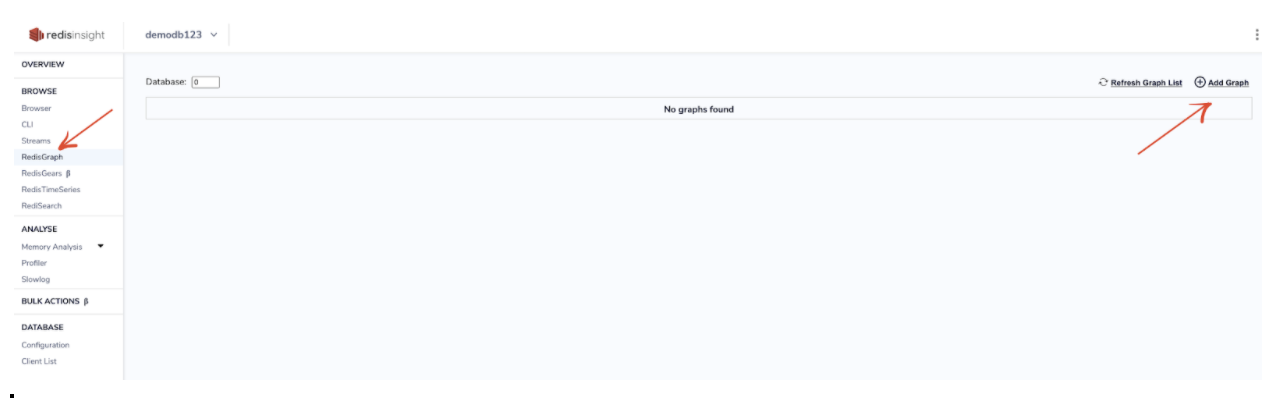 redisinsight
demodb123
OVERVIEW
Database: 0
Refresh Graph List
Add Graph
BROWSE
No graphs found
Browser
CLI
Streams
RedisGraph
RedisGears β
RedisTimeSeries
RediSearch
ANALYSE
Memory Analysis
Profiler
Slowlog
BULK ACTIONS β
DATABASE
Configuration
Client List